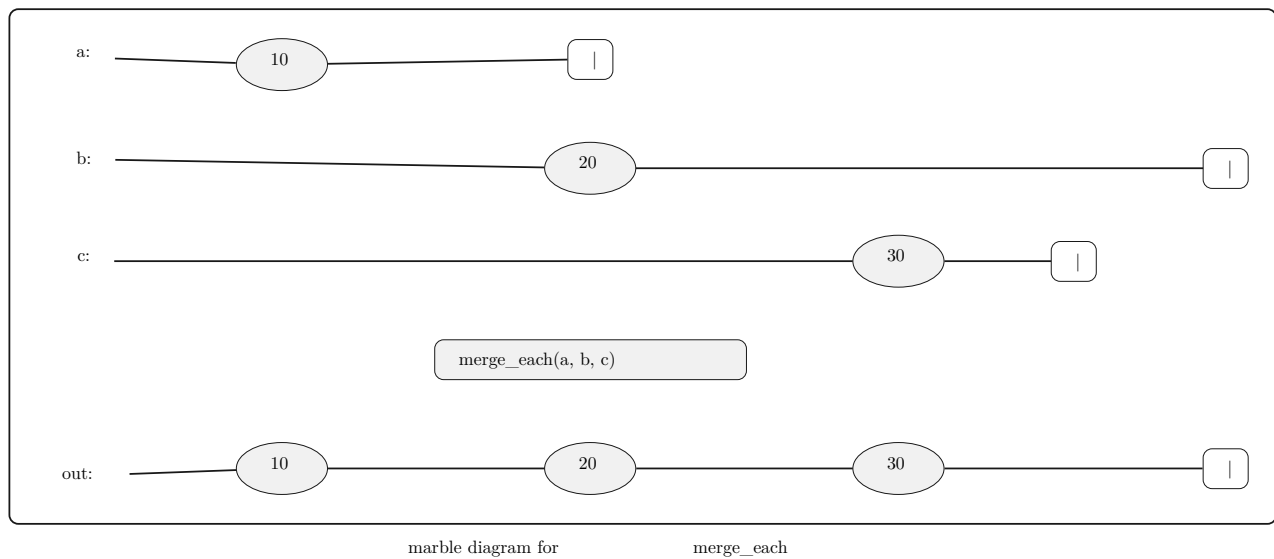 a: 10 |
b: 20 |
c: 30 |
merge_each(a, b, c)
out: 10 20 30 |
marble diagram for merge_each